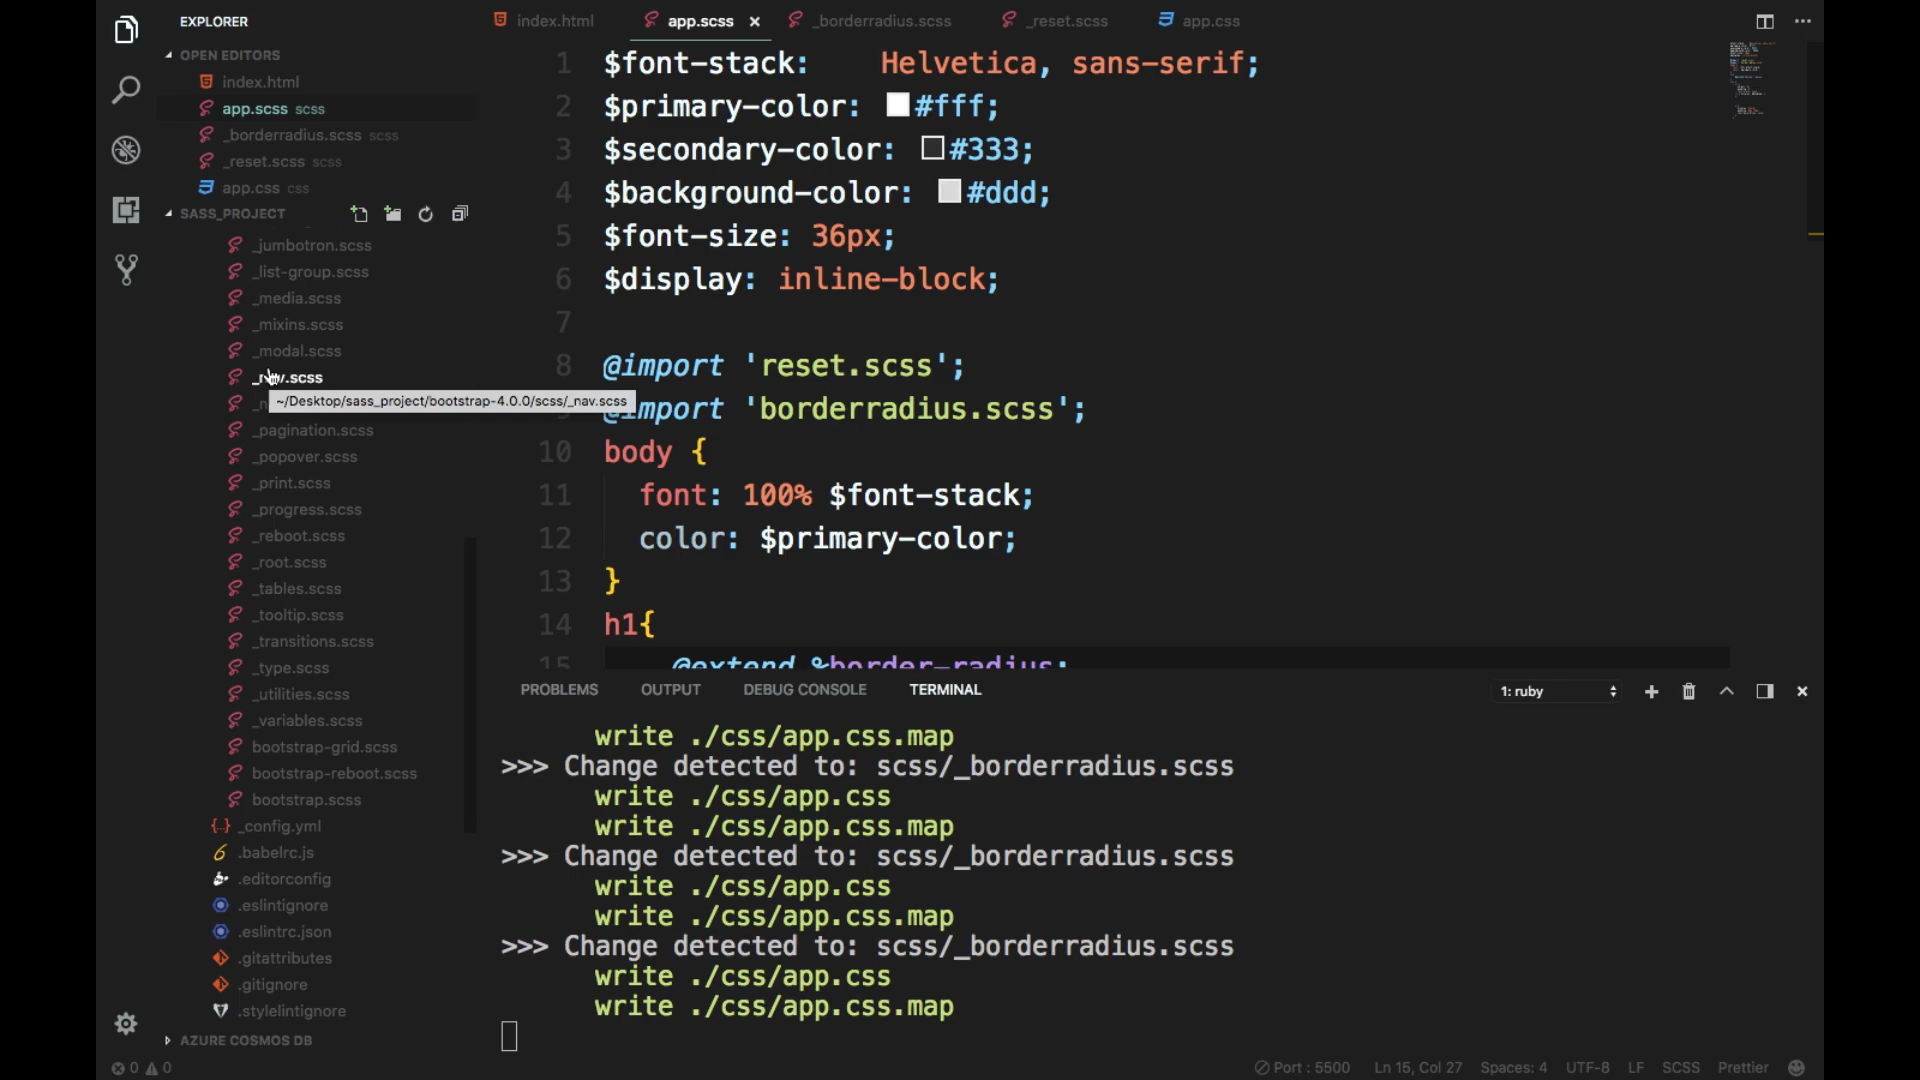 EXPLORER
OPEN EDITORS
index.html
app.scss scss
_borderradius.scss scss
_reset.scss scss
app.css css
SASS_PROJECT
_jumbotron.scss
_list-group.scss
_media.scss
_mixins.scss
_modal.scss
_nav.scss
~/Desktop/sass_project/bootstrap-4.0.0/scss/_nav.scss
_pagination.scss
_popover.scss
_print.scss
_progress.scss
_reboot.scss
_root.scss
_tables.scss
_tooltip.scss
_transitions.scss
_type.scss
_utilities.scss
_variables.scss
bootstrap-grid.scss
bootstrap-reboot.scss
bootstrap.scss
_config.yml
.babelrc.js
.editorconfig
.eslintignore
.eslintrc.json
.gitattributes
.gitignore
.stylelintignore
AZURE COSMOS DB
index.html app.scss _borderradius.scss _reset.scss app.css
1 $font-stack: Helvetica, sans-serif;
2 $primary-color: #fff;
3 $secondary-color: #333;
4 $background-color: #ddd;
5 $font-size: 36px;
6 $display: inline-block;
7
8 @import 'reset.scss';
@import 'borderradius.scss';
10 body {
11 font: 100% $font-stack;
12 color: $primary-color;
13 }
14 h1{
15 @extend %border-radius;
PROBLEMS OUTPUT DEBUG CONSOLE TERMINAL 1: ruby
write ./css/app.css.map
>>> Change detected to: scss/_borderradius.scss
write ./css/app.css
write ./css/app.css.map
>>> Change detected to: scss/_borderradius.scss
write ./css/app.css
write ./css/app.css.map
>>> Change detected to: scss/_borderradius.scss
write ./css/app.css
write ./css/app.css.map
0 0 Port : 5500 Ln 15, Col 27 Spaces: 4 UTF-8 LF SCSS Prettier